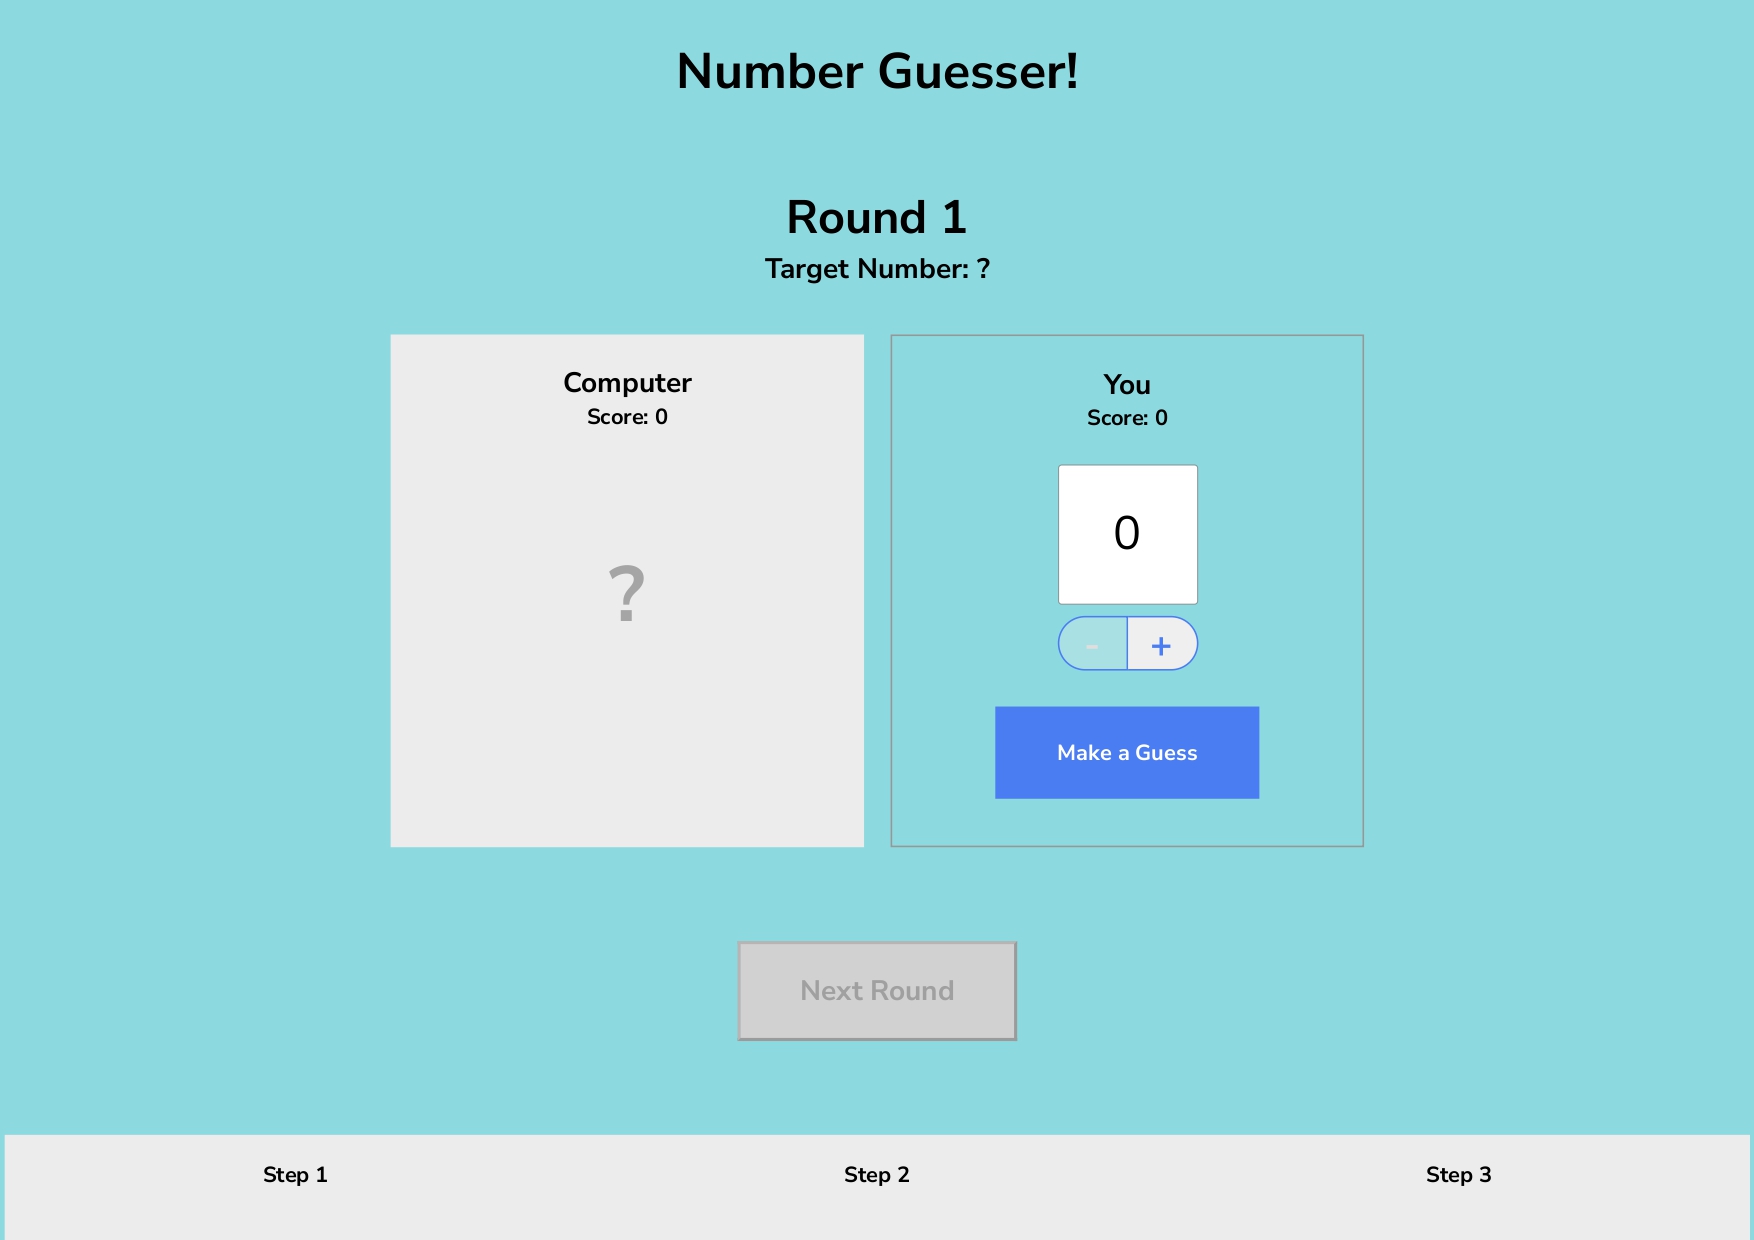 Number Guesser!
Round 1
Target Number: ?
Computer
Score: 0
?
You
Score: 0
0
- +
Make a Guess
Next Round
Step 1
Step 2
Step 3